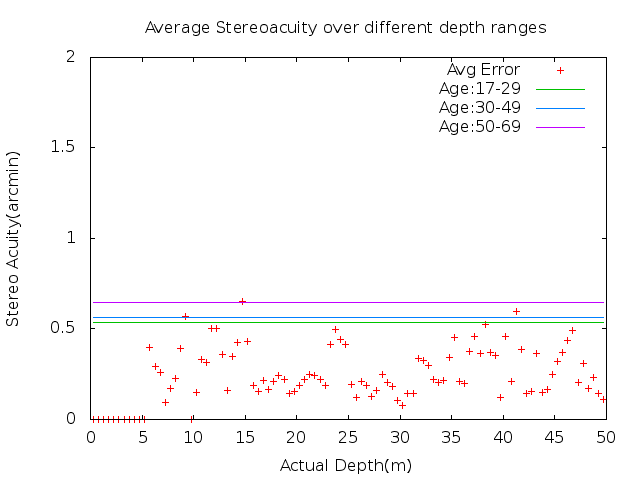 Average Stereoacuity over different depth ranges
2
1.5
1
0.5
0
Stereo Acuity(arcmin)
Avg Error
Age:17-29
Age:30-49
Age:50-69
0 5 10 15 20 25 30 35 40 45 50
Actual Depth(m)